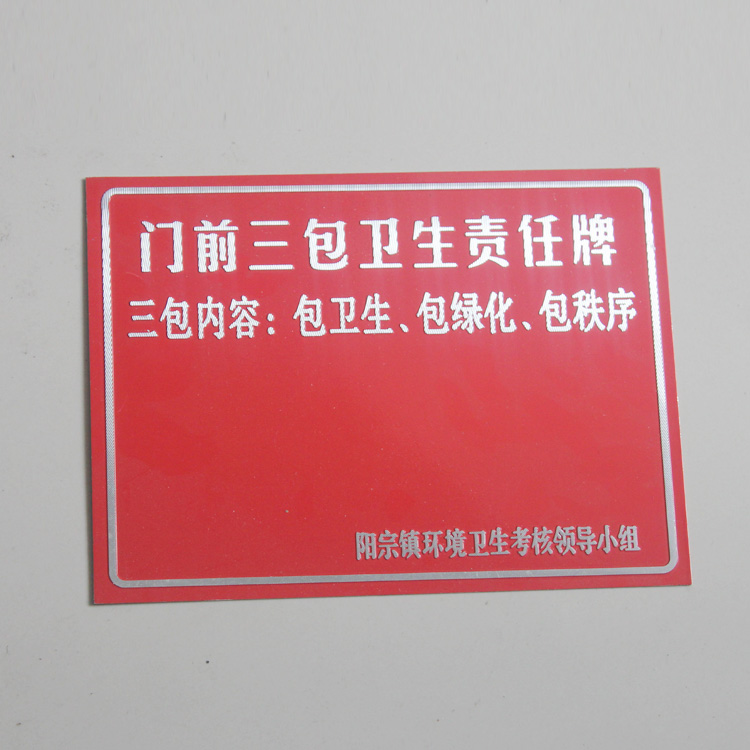 门前三包卫生责任牌
三包内容：包卫生、包绿化、包秩序
阳宗镇环境卫生考核领导小组